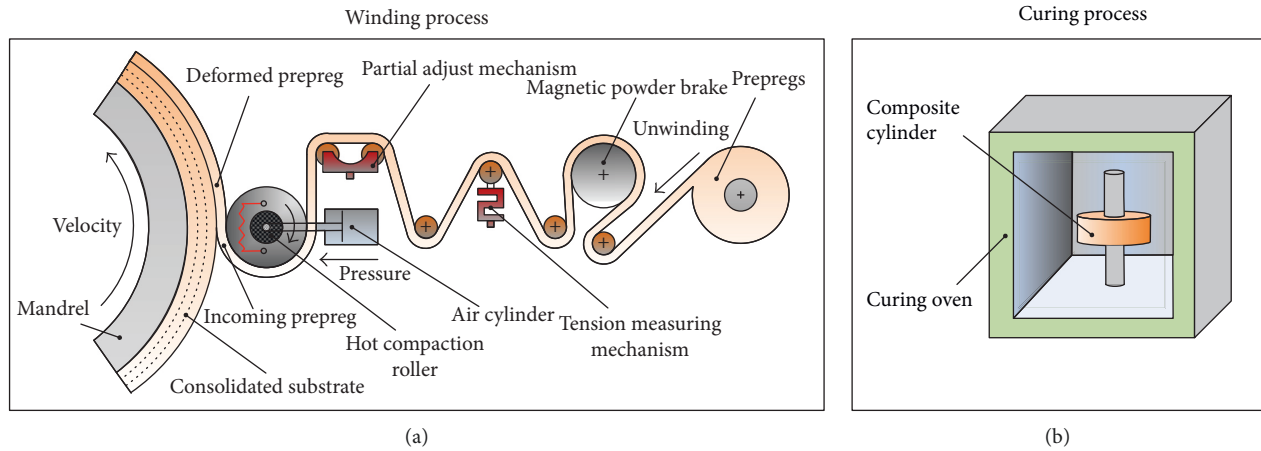 Winding process
Curing process
Deformed prepreg
Partial adjust mechanism
Magnetic powder brake
Prepregs
Unwinding
Velocity
Pressure
Mandrel
Incoming prepreg
Air cylinder
Tension measuring
mechanism
Hot compaction
roller
Consolidated substrate
Composite
cylinder
Curing oven
(a)
(b)